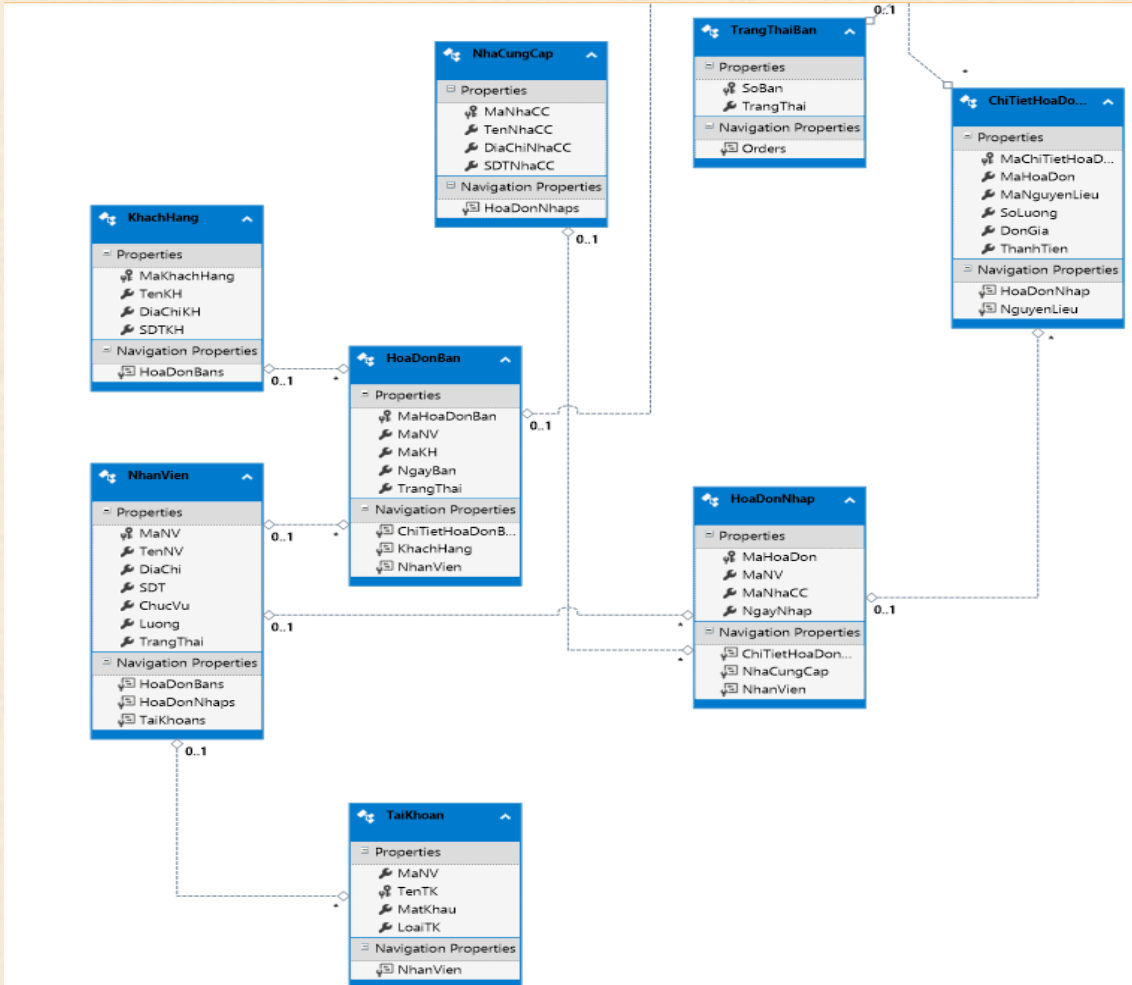 0..1
TrangThaiBan
Properties
SoBan
TrangThai
Navigation Properties
Orders
NhaCungCap
Properties
MaNhaCC
TenNhaCC
DiaChiNhaCC
SDTNhaCC
Navigation Properties
HoaDonNhaps
0..1
*
ChiTietHoaDo...
Properties
MaChiTietHoaD...
MaHoaDon
MaNguyenLieu
SoLuong
DonGia
ThanhTien
Navigation Properties
HoaDonNhap
NguyenLieu
*
KhachHang
Properties
MaKhachHang
TenKH
DiaChiKH
SDTKH
Navigation Properties
HoaDonBans
0..1
*
HoaDonBan
Properties
MaHoaDonBan
MaNV
MaKH
NgayBan
TrangThai
Navigation Properties
ChiTietHoaDonB...
KhachHang
NhanVien
0..1
NhanVien
Properties
MaNV
TenNV
DiaChi
SDT
ChucVu
Luong
TrangThai
Navigation Properties
HoaDonBans
HoaDonNhaps
TaiKhoans
0..1
*
0..1
*
*
0..1
HoaDonNhap
Properties
MaHoaDon
MaNV
MaNhaCC
NgayNhap
Navigation Properties
ChiTietHoaDon...
NhaCungCap
NhanVien
0..1
TaiKhoan
Properties
MaNV
TenTK
MatKhau
LoaiTK
Navigation Properties
NhanVien
*